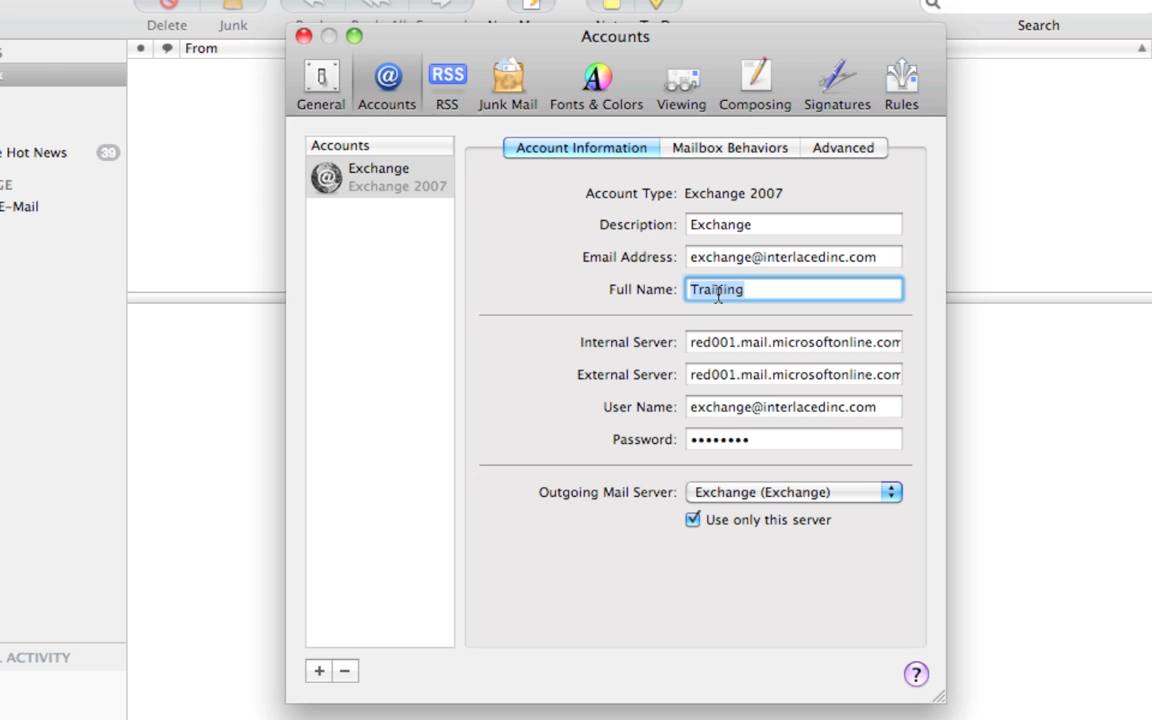 Delete
Junk
Search
From
Hot News
39
E-Mail
ACTIVITY
Accounts
General
Accounts
RSS
RSS
Junk Mail
Fonts & Colors
Viewing
Composing
Signatures
Rules
Accounts
Exchange
Exchange 2007
Account Information
Mailbox Behaviors
Advanced
Account Type: Exchange 2007
Description: Exchange
Email Address: exchange@interlacedinc.com
Full Name: Training
Internal Server: red001.mail.microsoftonline.com
External Server: red001.mail.microsoftonline.com
User Name: exchange@interlacedinc.com
Password: ••••••••
Outgoing Mail Server: Exchange (Exchange)
Use only this server
+ −
?